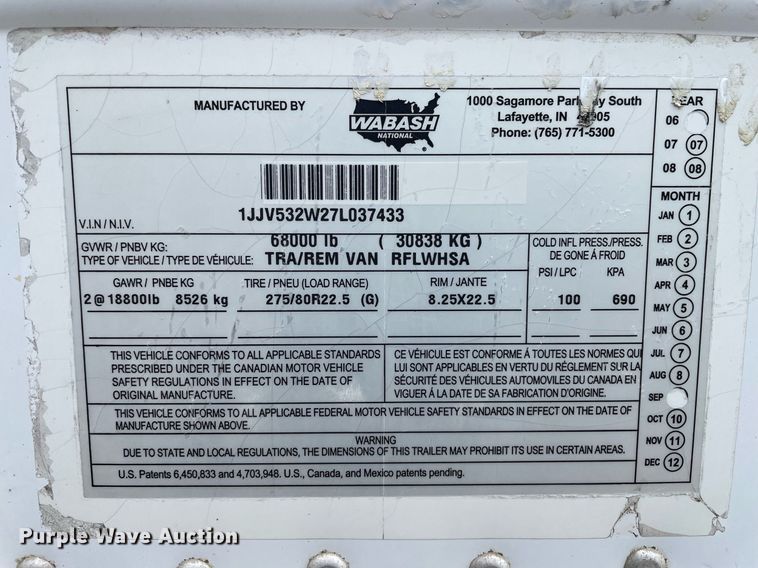 MANUFACTURED BY
WABASH
NATIONAL
1000 Sagamore Parkway South
Lafayette, IN 47905
Phone: (765) 771-5300
YEAR
06
07 07
08 08
1JJV532W27L037433
V.I.N / N.I.V.
GVWR / PNBV KG: 68000 lb ( 30838 KG )
TYPE OF VEHICLE / TYPE DE VÉHICULE: TRA/REM VAN RFLWHSA
COLD INFL PRESS./PRESS.
DE GONE Á FROID
PSI / LPC KPA
GAWR / PNBE KG TIRE / PNEU (LOAD RANGE) RIM / JANTE
2 @ 18800lb 8526 kg 275/80R22.5 (G) 8.25X22.5 100 690
MONTH
JAN 1
FEB 2
MAR 3
APR 4
MAY 5
JUN 6
JUL 7
AUG 8
SEP
OCT 10
NOV 11
DEC 12
THIS VEHICLE CONFORMS TO ALL APPLICABLE STANDARDS
PRESCRIBED UNDER THE CANADIAN MOTOR VEHICLE
SAFETY REGULATIONS IN EFFECT ON THE DATE OF
ORIGINAL MANUFACTURE.
CE VÉHICULE EST CONFORME Á TOUTES LES NORMES QUI
LUI SONT APPLICABLES EN VERTU DU RÉGLEMENT SUR LA
SÉCURITÉ DES VÉHICULES AUTOMOVILES DU CANADA EN
VIGUER Á LA DATE DE SA FABRICATION D'ORIGINE.
THIS VEHICLE CONFORMS TO ALL APPLICABLE FEDERAL MOTOR VEHICLE SAFETY STANDARDS IN EFFECT ON THE DATE OF
MANUFACTURE SHOWN ABOVE.
WARNING
DUE TO STATE AND LOCAL REGULATIONS, THE DIMENSIONS OF THIS TRAILER MAY PROHIBIT ITS USE IN CERTAIN AREAS.
U.S. Patents 6,450,833 and 4,703,948. U.S., Canada, and Mexico patents pending.
Purple Wave Auction